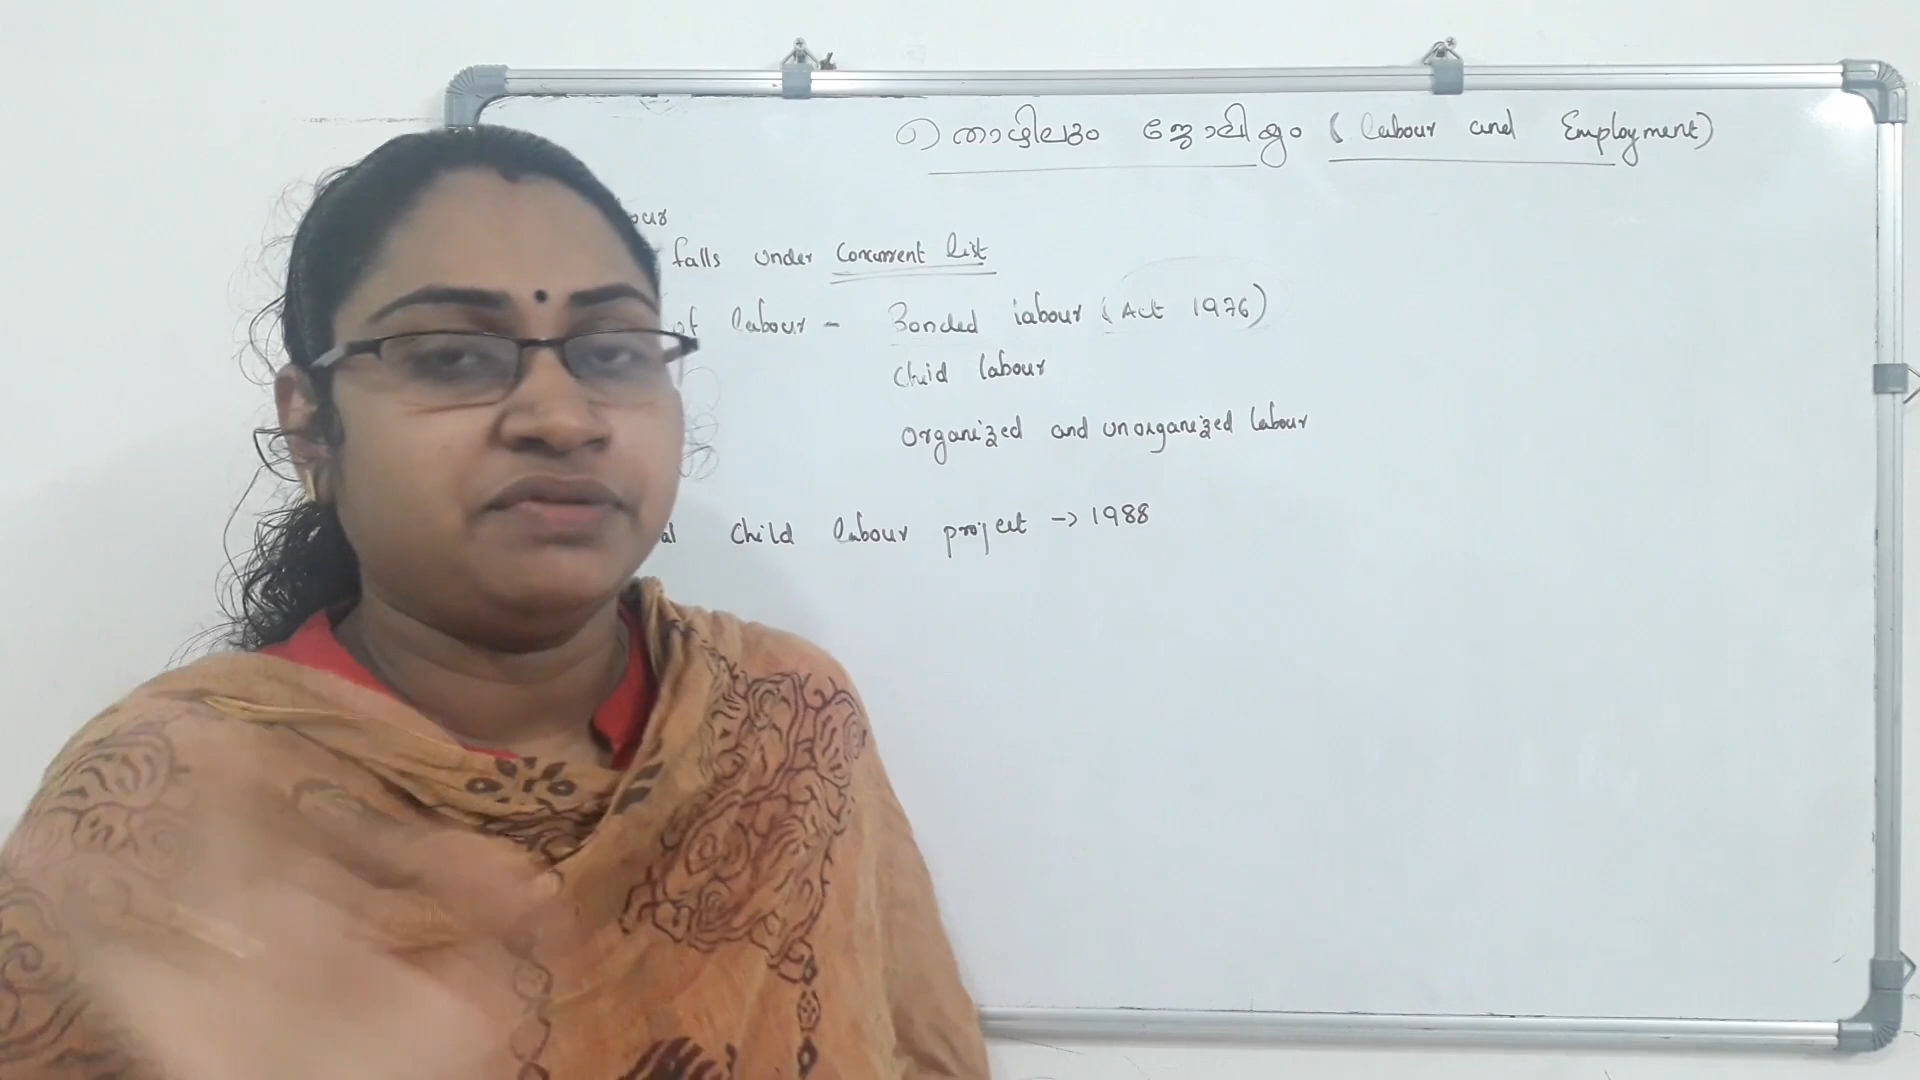 തൊഴിലും ജോലിയും (Labour and Employment)
falls under Concurrent list
of labour - Bonded labour (Act 1976)
Chid labour
organized and unorganized labour
child labour project -> 1988